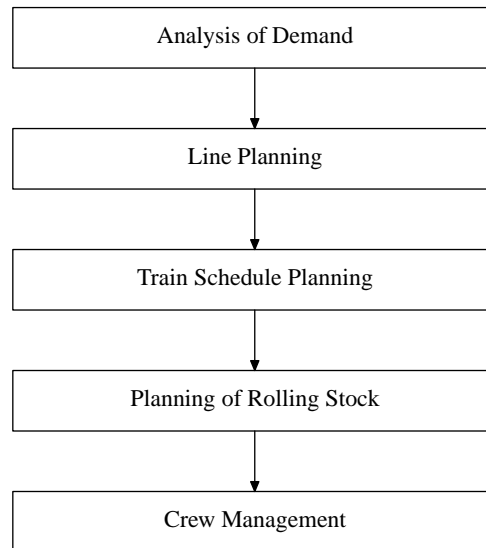 Analysis of Demand
Line Planning
Train Schedule Planning
Planning of Rolling Stock
Crew Management